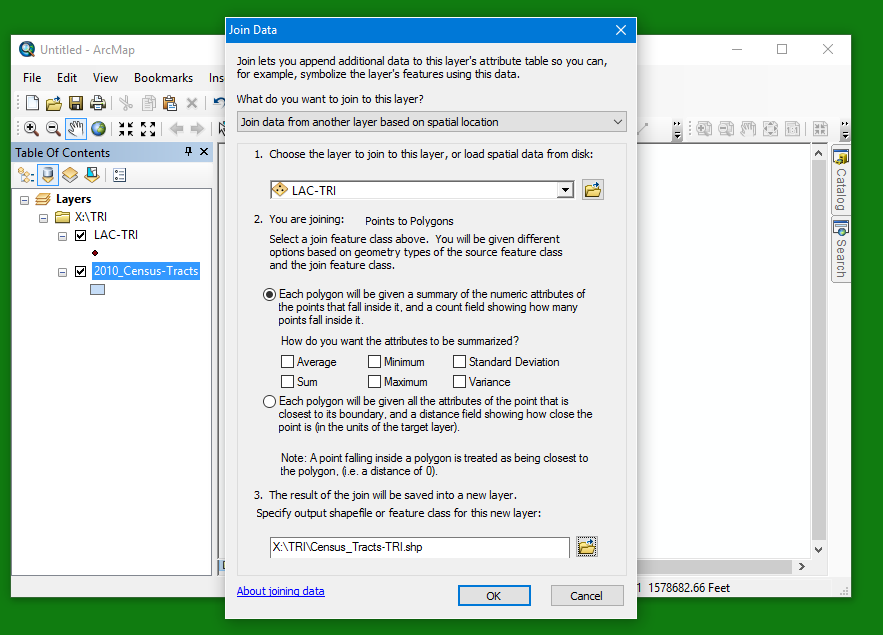 Untitled - ArcMap
File Edit View Bookmarks Ins
Table Of Contents
Layers
X:\TRI
LAC-TRI
2010_Census-Tracts
Join Data
Join lets you append additional data to this layer's attribute table so you can,
for example, symbolize the layer's features using this data.
What do you want to join to this layer?
Join data from another layer based on spatial location
1. Choose the layer to join to this layer, or load spatial data from disk:
LAC-TRI
2. You are joining: Points to Polygons
Select a join feature class above. You will be given different
options based on geometry types of the source feature class
and the join feature class.
Each polygon will be given a summary of the numeric attributes of
the points that fall inside it, and a count field showing how many
points fall inside it.
How do you want the attributes to be summarized?
Average Minimum Standard Deviation
Sum Maximum Variance
Each polygon will be given all the attributes of the point that is
closest to its boundary, and a distance field showing how close the
point is (in the units of the target layer).
Note: A point falling inside a polygon is treated as being closest to
the polygon, (i.e. a distance of 0).
3. The result of the join will be saved into a new layer.
Specify output shapefile or feature class for this new layer:
X:\TRI\Census_Tracts-TRI.shp
About joining data
OK Cancel
Catalog
Search
1 1578682.66 Feet